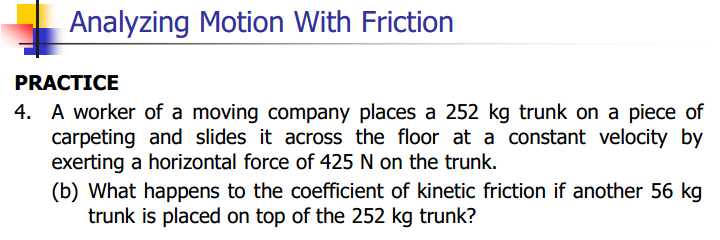 Analyzing Motion With Friction
PRACTICE
4. A worker of a moving company places a 252 kg trunk on a piece of
carpeting and slides it across the floor at a constant velocity by
exerting a horizontal force of 425 N on the trunk.
(b) What happens to the coefficient of kinetic friction if another 56 kg
trunk is placed on top of the 252 kg trunk?